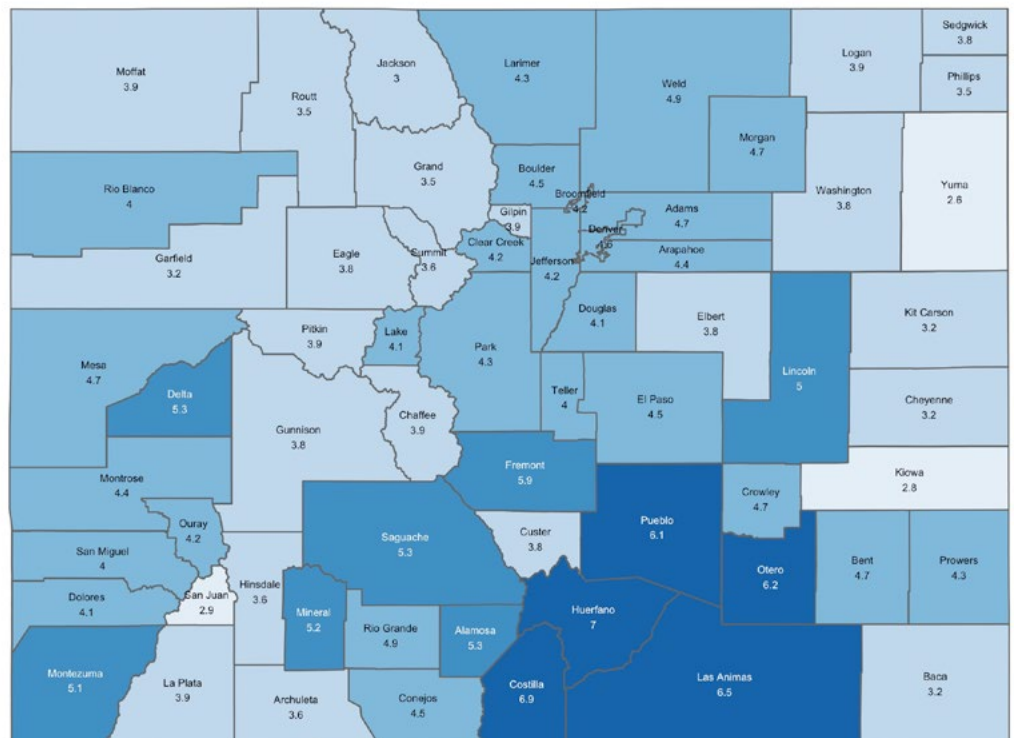 Sedgwick
3.8
Logan
3.9
Jackson
3
Larimer
4.3
Moffat
3.9
Phillips
3.5
Weld
4.9
Routt
3.5
Morgan
4.7
Grand
3.5
Boulder
4.5
Rio Blanco
4
Yuma
2.6
Washington
3.8
Broomfield
4.2
Gilpin
3.9
Adams
4.7
Denver
Clear Creek
4.2
Arapahoe
4.4
Eagle
3.8
Summit
3.6
Jefferson
4.2
Garfield
3.2
Douglas
4.1
Elbert
3.8
Kit Carson
3.2
Pitkin
3.9
Lake
4.1
Park
4.3
Mesa
4.7
Lincoln
5
Delta
5.3
Teller
4
El Paso
4.5
Cheyenne
3.2
Chaffee
3.9
Gunnison
3.8
Fremont
5.9
Kiowa
2.8
Montrose
4.4
Crowley
4.7
Pueblo
6.1
Ouray
4.2
Custer
3.8
Saguache
5.3
San Miguel
4
Bent
4.7
Prowers
4.3
Otero
6.2
Hinsdale
3.6
San Juan
2.9
Dolores
4.1
Mineral
5.2
Huerfano
7
Rio Grande
4.9
Alamosa
5.3
Montezuma
5.1
La Plata
3.9
Las Animas
6.5
Baca
3.2
Costilla
6.9
Archuleta
3.6
Conejos
4.5